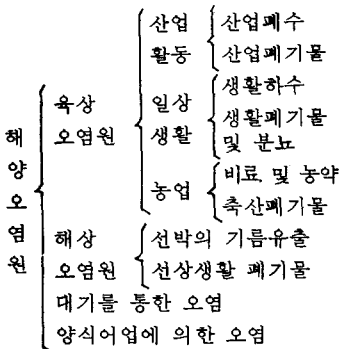 해양오염원
육상
오염원
산업
활동
산업폐수
산업폐기물
일상
생활
생활하수
생활폐기물
및 분뇨
농업
비료 및 농약
축산폐기물
해상
오염원
선박의 기름유출
선상생활 폐기물
대기를 통한 오염
양식어업에 의한 오염